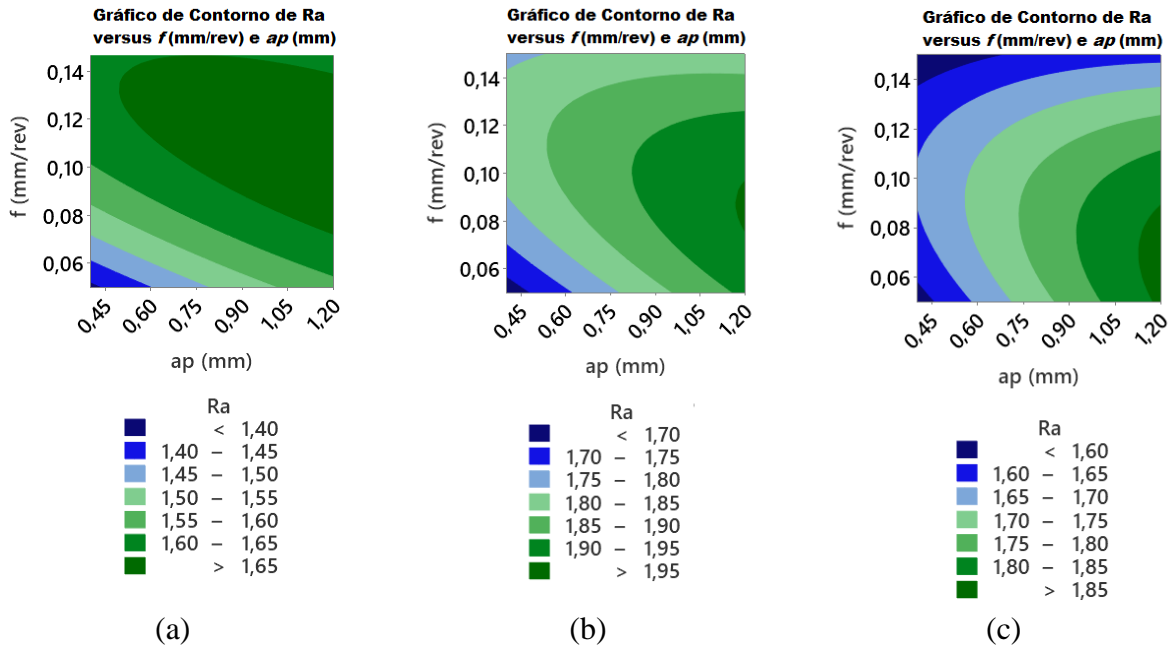 Gráfico de Contorno de Ra
versus f (mm/rev) e ap (mm)
0,14
0,12
0,10
0,08
0,06
f (mm/rev)
0,45 0,60 0,75 0,90 1,05 1,20
ap (mm)
Ra
< 1,40
1,40 – 1,45
1,45 – 1,50
1,50 – 1,55
1,55 – 1,60
1,60 – 1,65
> 1,65
(a)
Gráfico de Contorno de Ra
versus f (mm/rev) e ap (mm)
0,14
0,12
0,10
0,08
0,06
f (mm/rev)
0,45 0,60 0,75 0,90 1,05 1,20
ap (mm)
Ra
< 1,70
1,70 – 1,75
1,75 – 1,80
1,80 – 1,85
1,85 – 1,90
1,90 – 1,95
> 1,95
(b)
Gráfico de Contorno de Ra
versus f (mm/rev) e ap (mm)
0,14
0,12
0,10
0,08
0,06
f (mm/rev)
0,45 0,60 0,75 0,90 1,05 1,20
ap (mm)
Ra
< 1,60
1,60 – 1,65
1,65 – 1,70
1,70 – 1,75
1,75 – 1,80
1,80 – 1,85
> 1,85
(c)